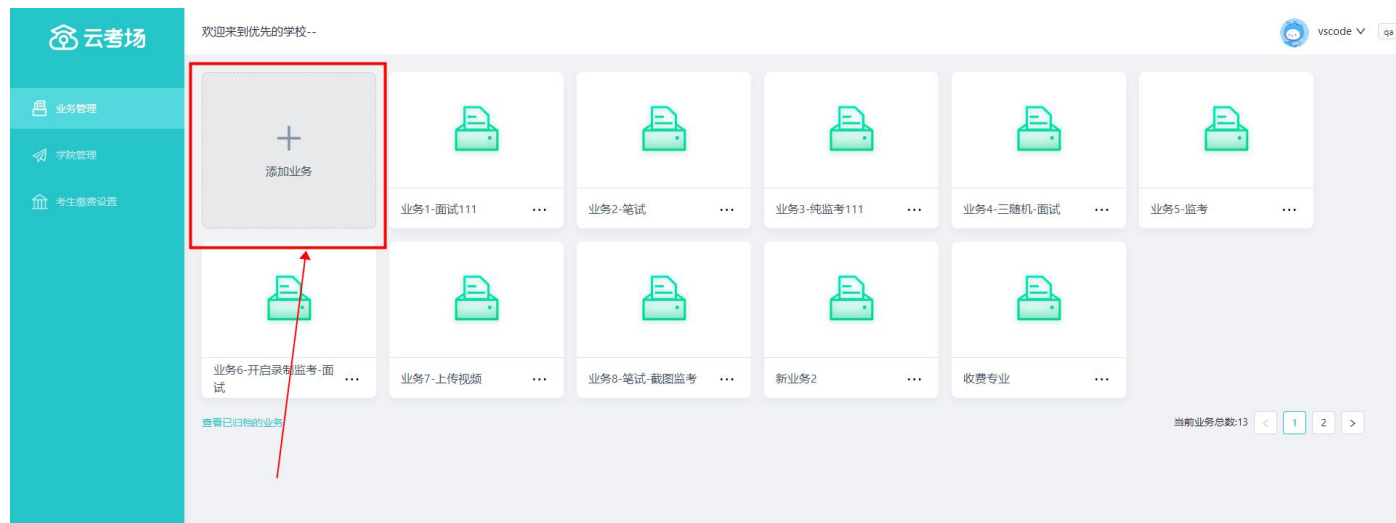 云考场
欢迎来到优先的学校--
vscode
qa
业务管理
学院管理
考生缴费设置
添加业务
业务1-面试111 ...
业务2-笔试 ...
业务3-纯监考111 ...
业务4-三随机-面试 ...
业务5-监考 ...
业务6-开启录制监考-面
试 ...
业务7-上传视频 ...
业务8-笔试-截图监考 ...
新业务2 ...
收费专业 ...
查看已归档的业务
当前业务总数:13 < 1 2 >